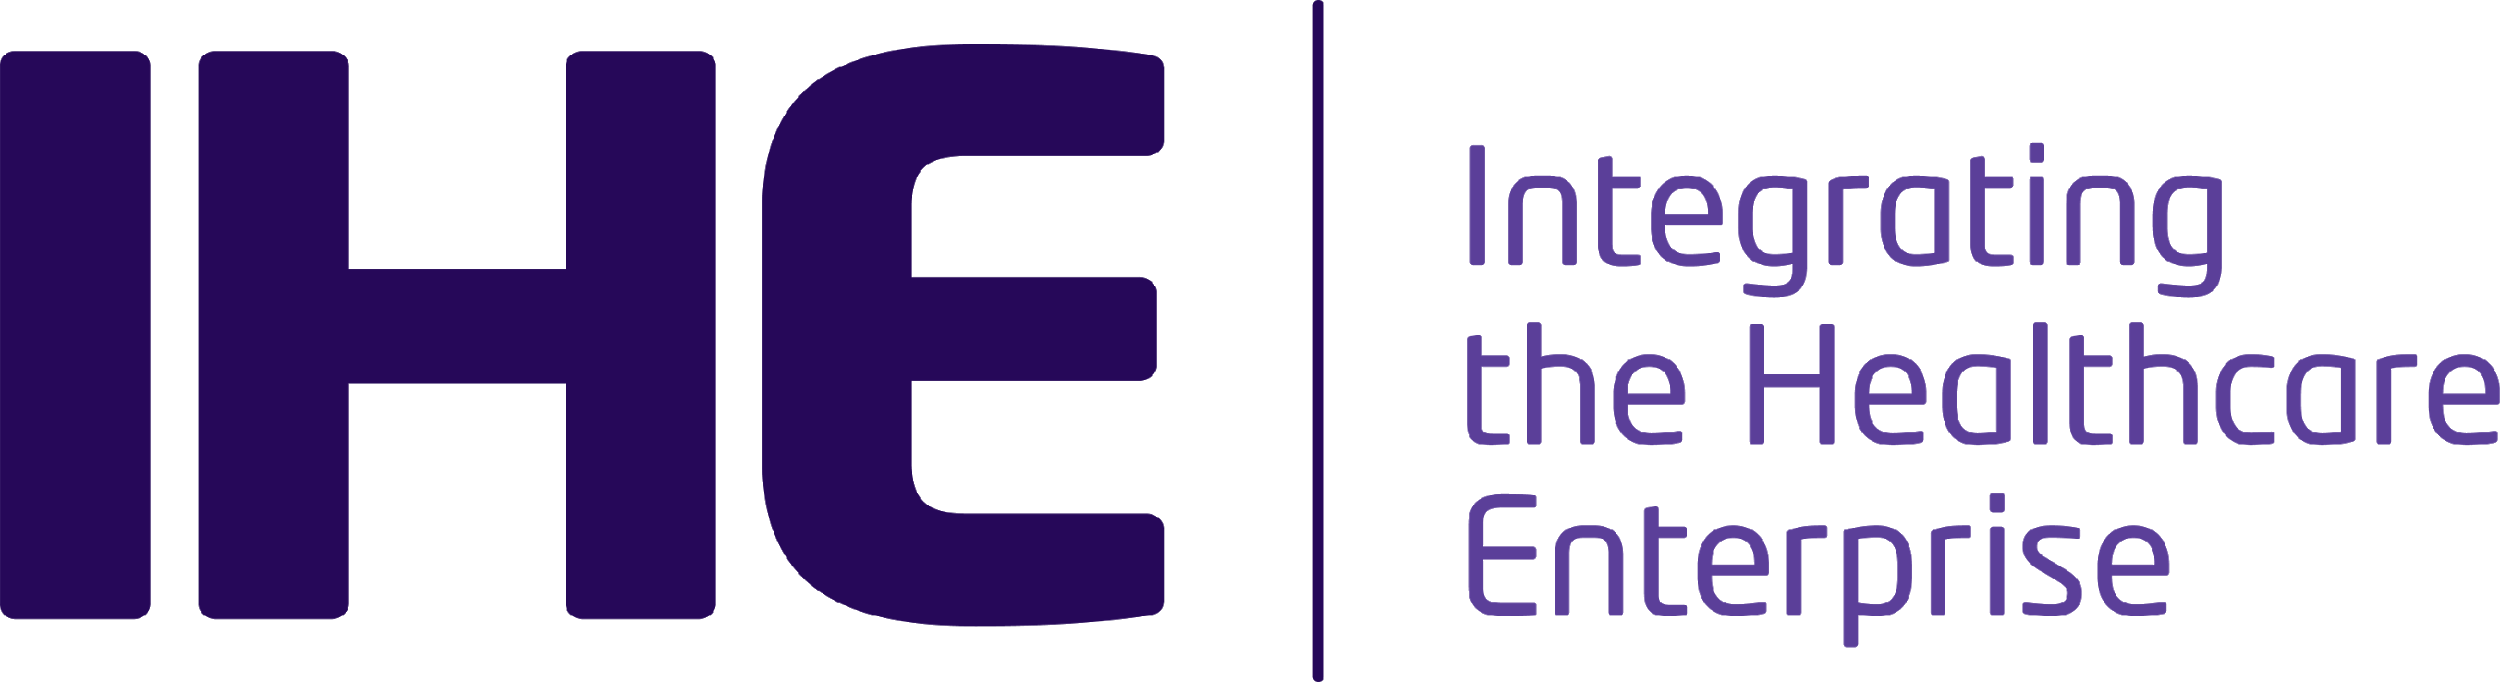 IHE
Integrating
the Healthcare
Enterprise